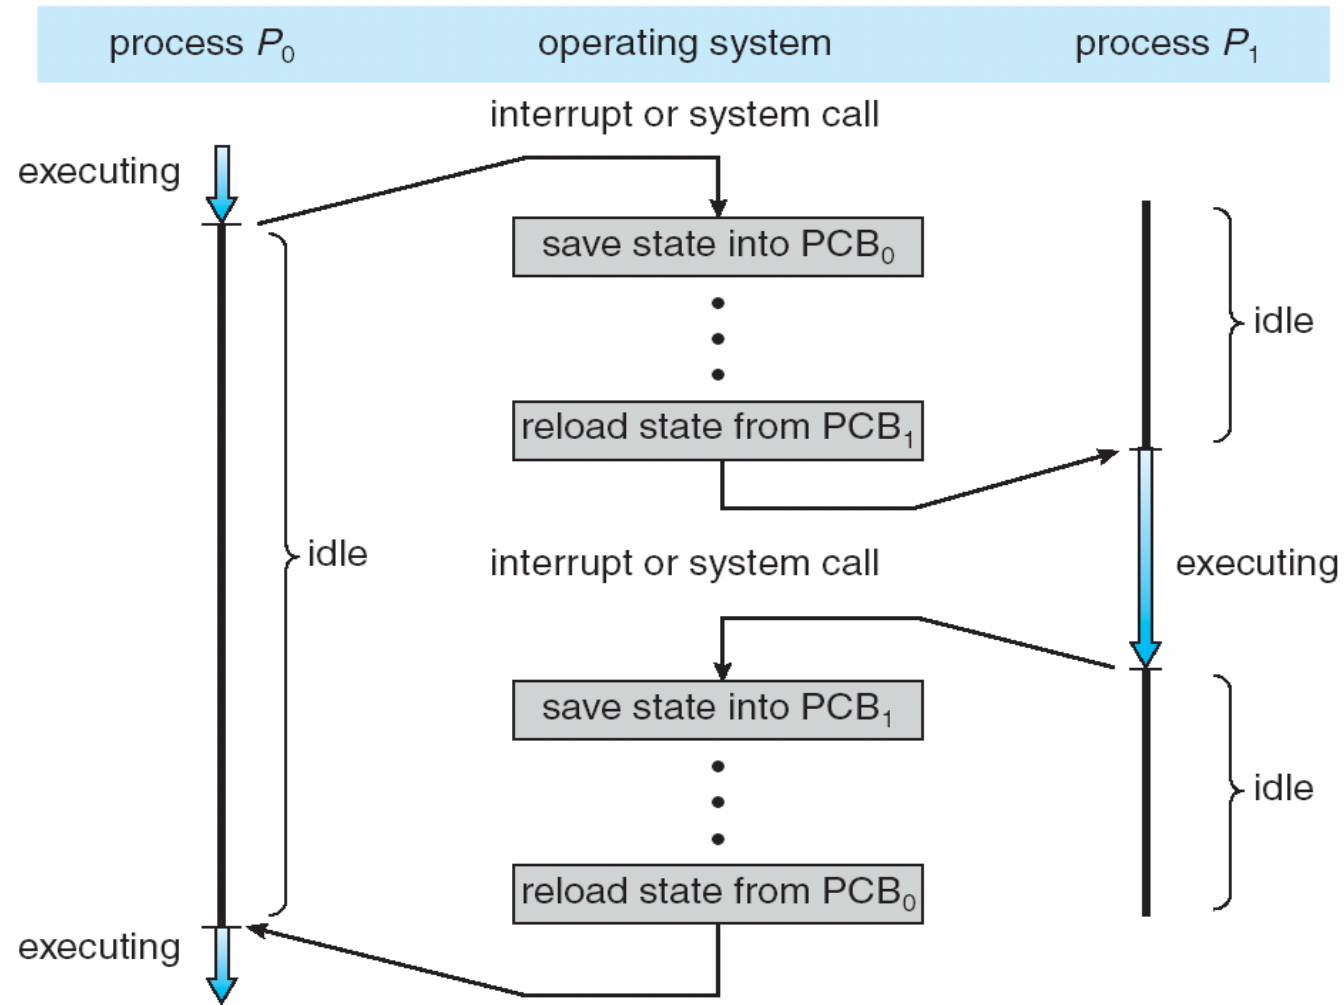 process P₀ operating system process P₁
interrupt or system call
executing
save state into PCB₀
idle
reload state from PCB₁
idle
interrupt or system call
executing
save state into PCB₁
idle
reload state from PCB₀
executing